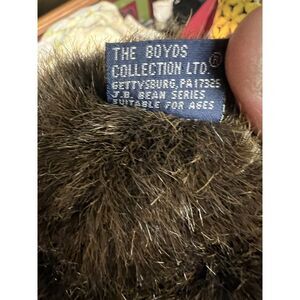 THE BOYDS
COLLECTION LTD.®
GETTYSBURG, PA 17325
J.B. BEAN SERIES
SUITABLE FOR AGES